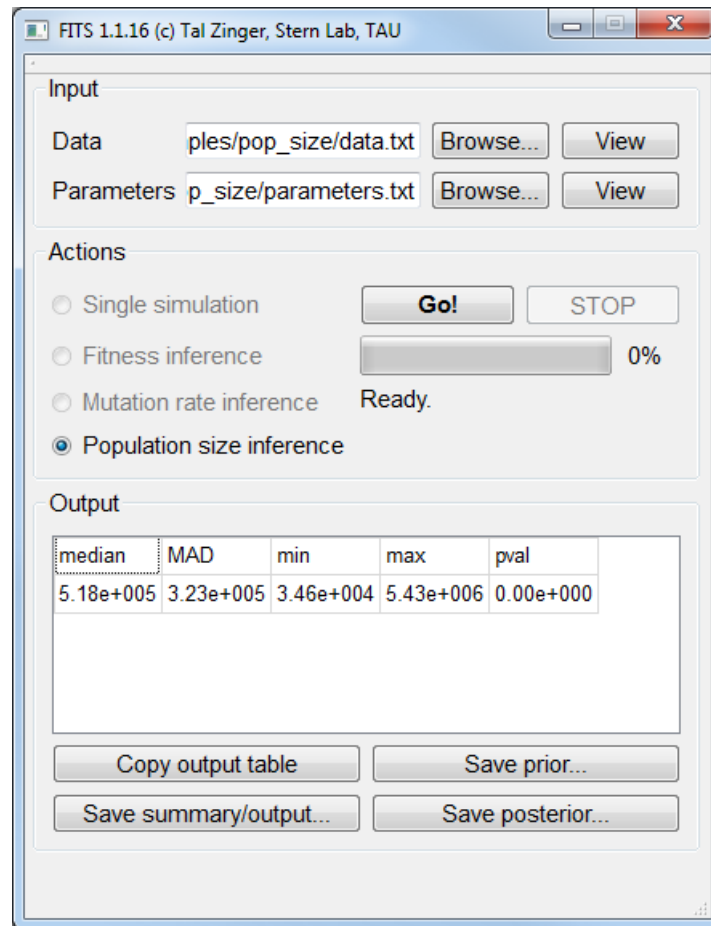 FITS 1.1.16 (c) Tal Zinger, Stern Lab, TAU
Input
Data ples/pop_size/data.txt Browse... View
Parameters p_size/parameters.txt Browse... View
Actions
Single simulation Go! STOP
Fitness inference 0%
Mutation rate inference Ready.
Population size inference
Output
median MAD min max pval
5.18e+005 3.23e+005 3.46e+004 5.43e+006 0.00e+000
Copy output table Save prior...
Save summary/output... Save posterior...